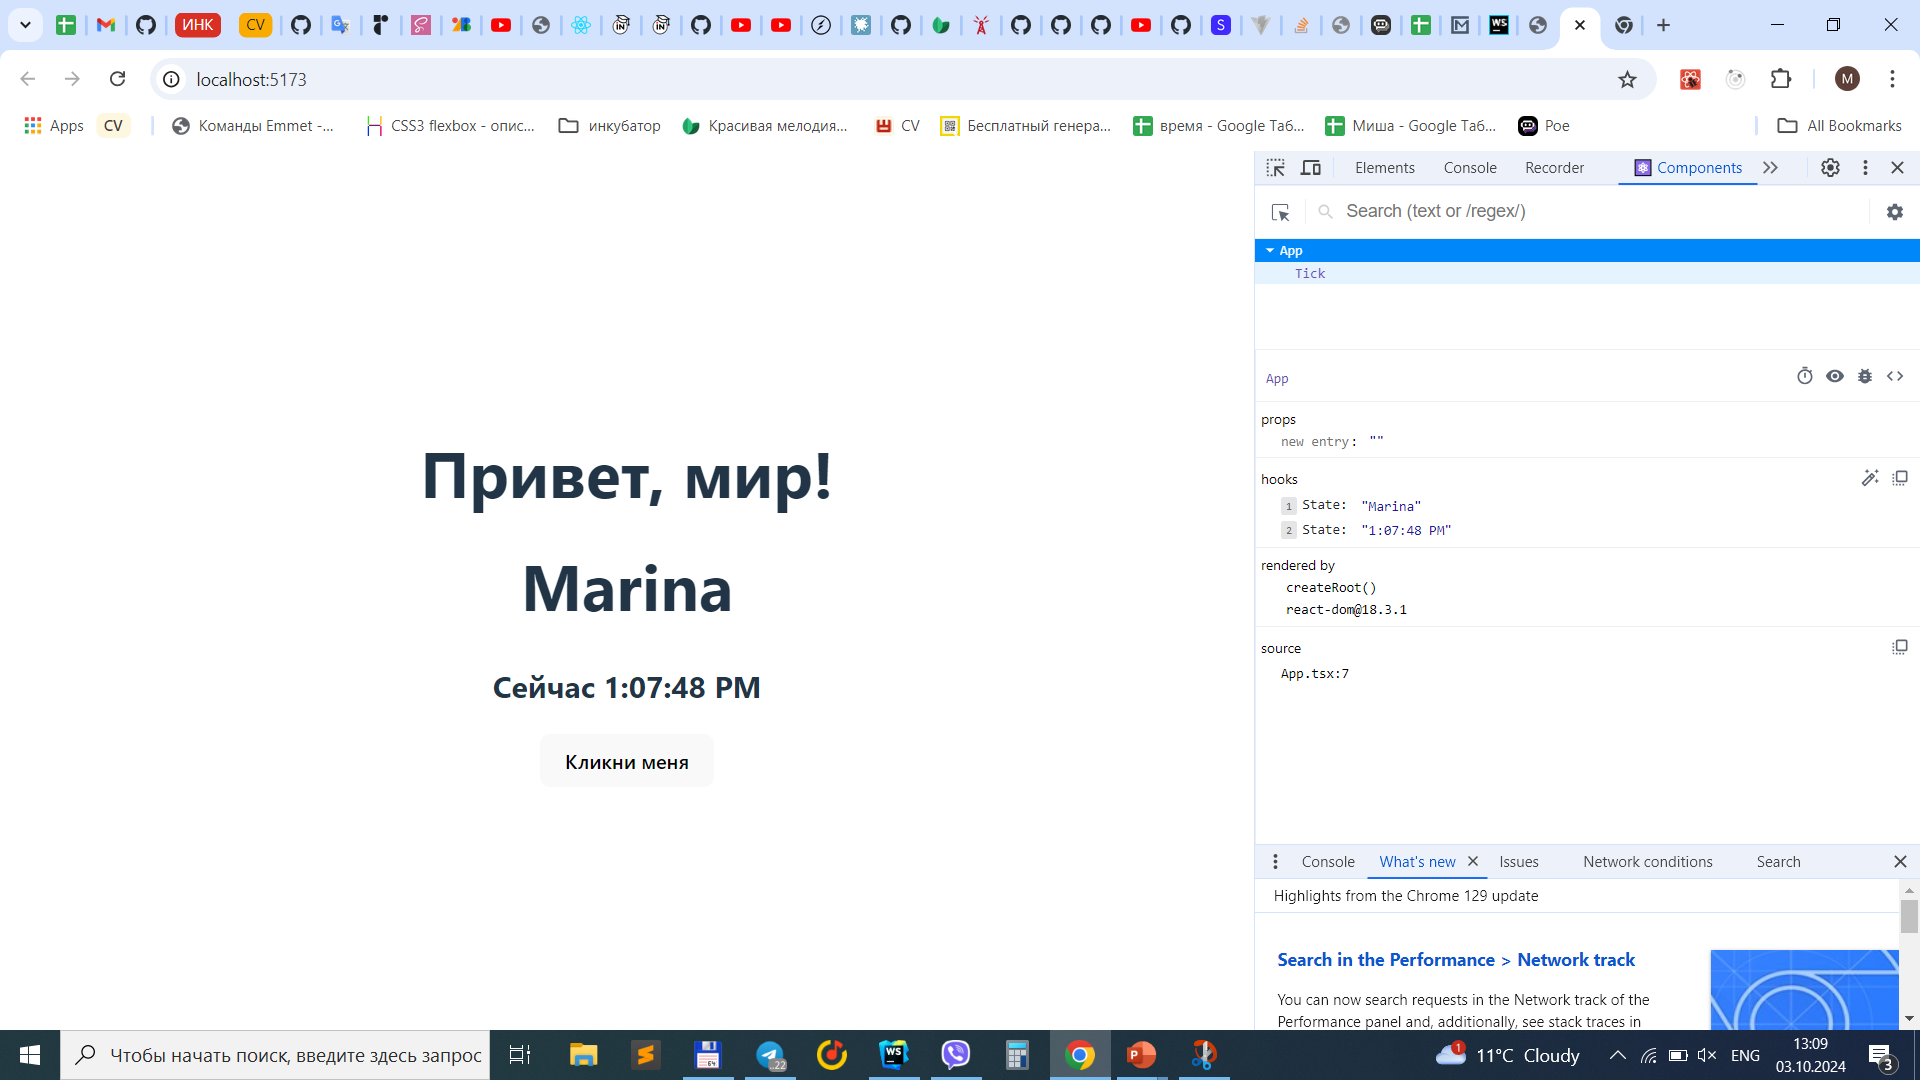 ИНК
CV
S
WS
localhost:5173
M
Apps
CV
Команды Emmet -...
CSS3 flexbox - опис...
инкубатор
Красивая мелодия...
CV
Бесплатный генера...
время - Google Таб...
Миша - Google Таб...
Poe
All Bookmarks
Elements
Console
Recorder
Components
Search (text or /regex/)
App
Tick
App
props
new entry: ""
hooks
1 State: "Marina"
2 State: "1:07:48 PM"
rendered by
createRoot()
react-dom@18.3.1
source
App.tsx:7
Привет, мир!
Marina
Сейчас 1:07:48 PM
Кликни меня
Console
What's new
Issues
Network conditions
Search
Highlights from the Chrome 129 update
Search in the Performance > Network track
You can now search requests in the Network track of the
Performance panel and, additionally, see stack traces in
Чтобы начать поиск, введите здесь запрос
64
22
WS
P
1
11°C Cloudy
ENG
13:09
03.10.2024
3